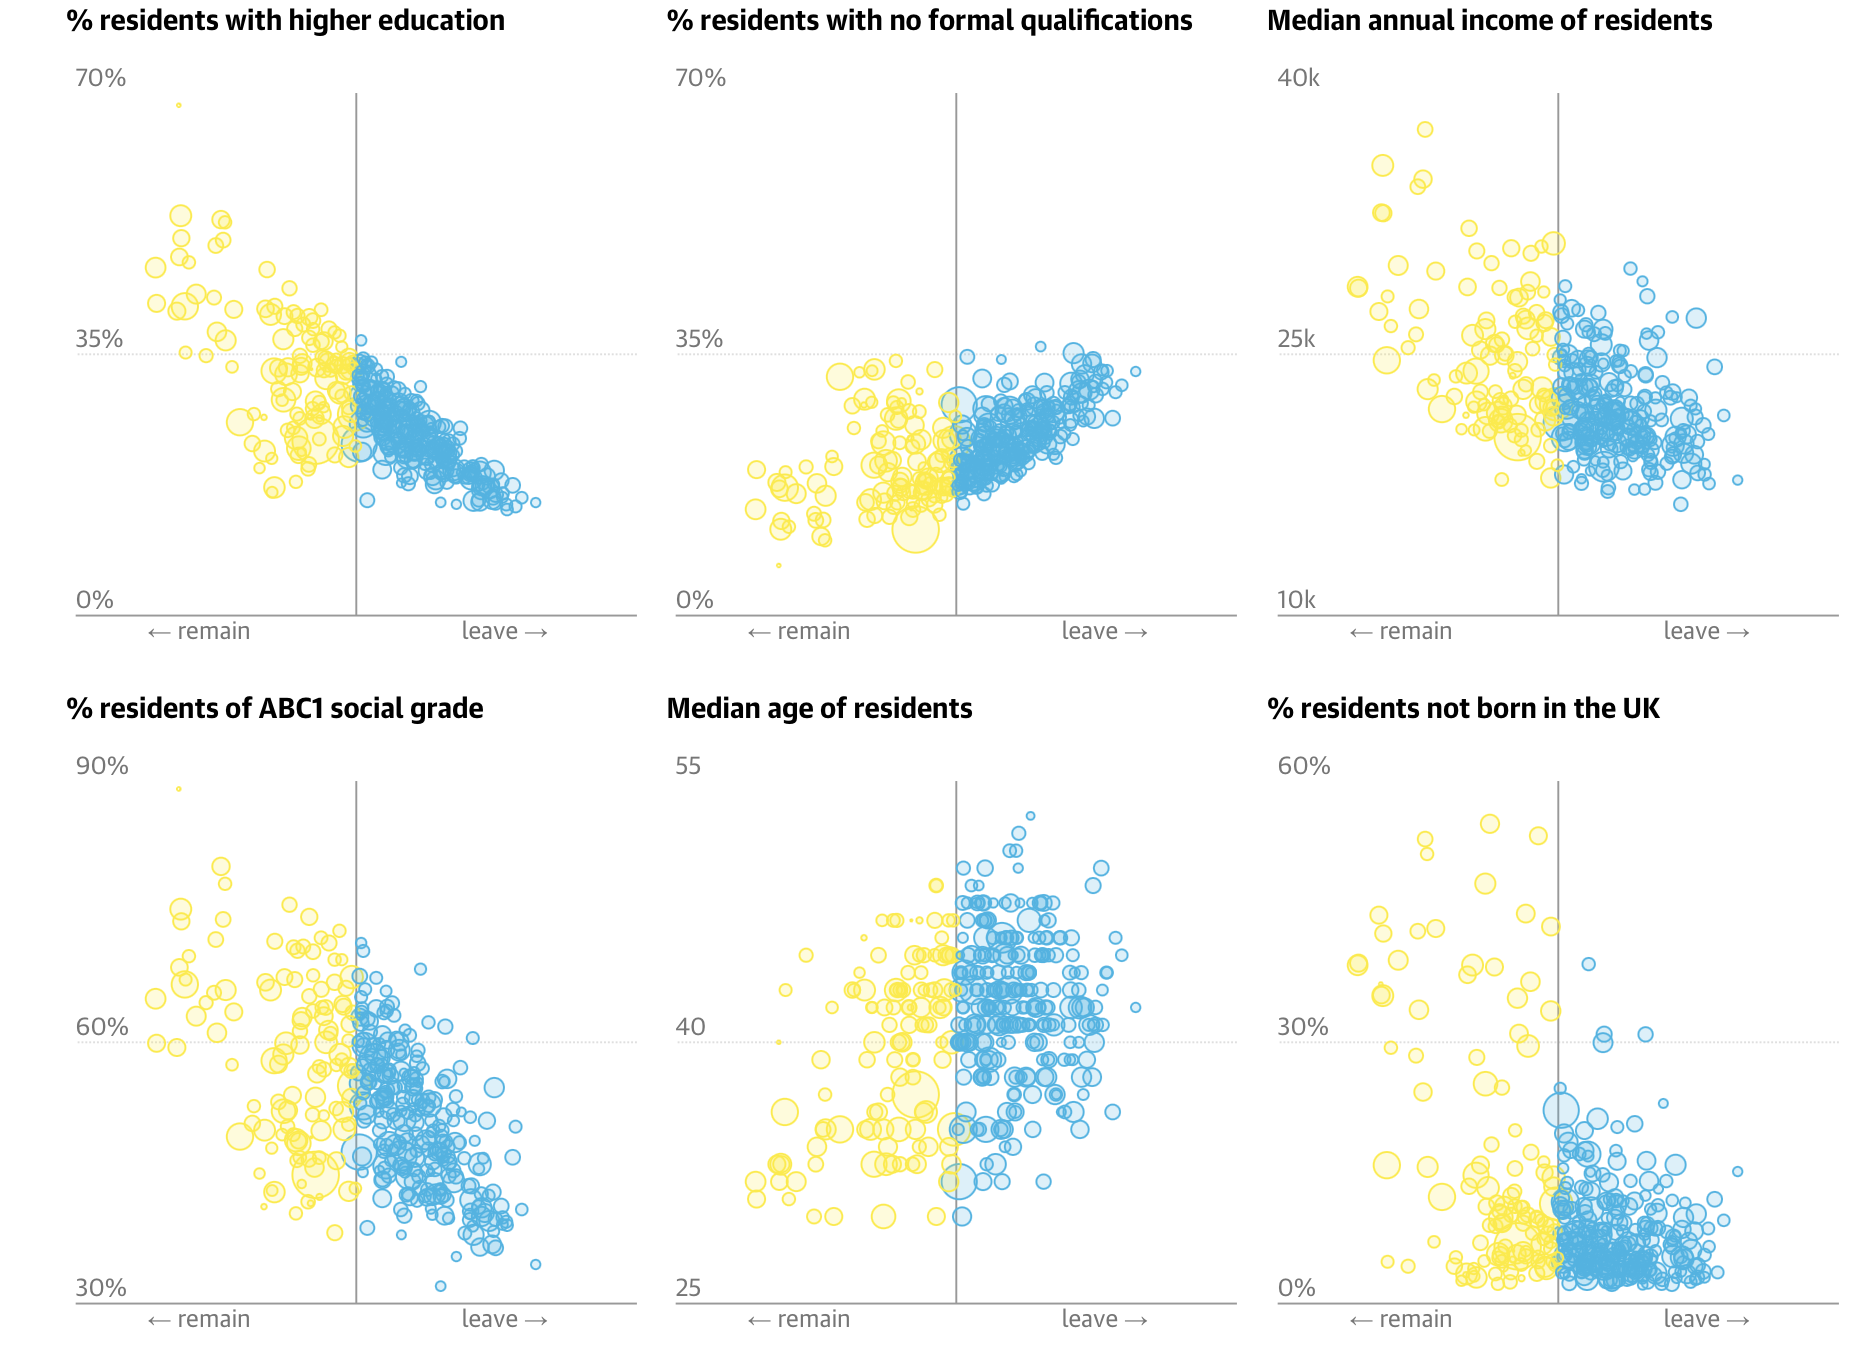 % residents with higher education
70%
35%
0%
← remain
leave →
% residents with no formal qualifications
70%
35%
0%
← remain
leave →
Median annual income of residents
40k
25k
10k
← remain
leave →
% residents of ABC1 social grade
90%
60%
30%
← remain
leave →
Median age of residents
55
40
25
← remain
leave →
% residents not born in the UK
60%
30%
0%
← remain
leave →